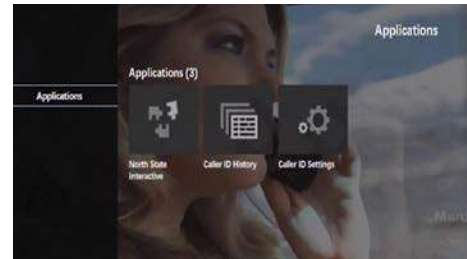 Applications
Applications (3)
Applications
North State
Interactive
Caller ID History
Caller ID Settings